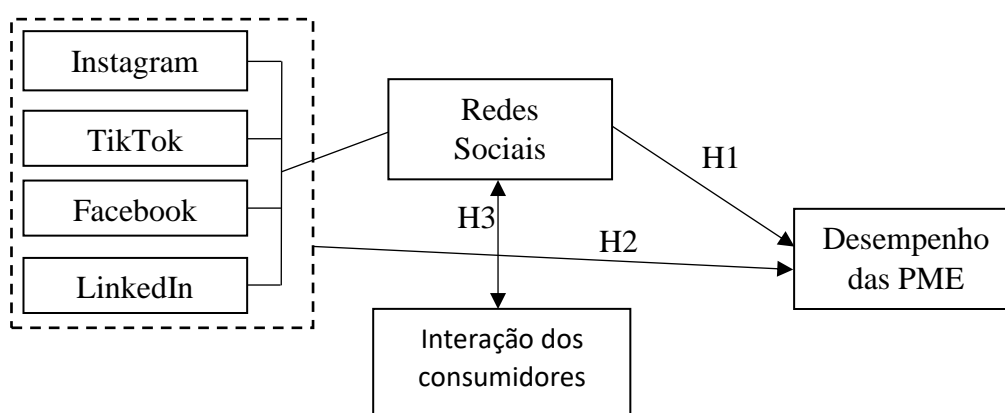 Instagram
TikTok
Facebook
LinkedIn
Redes
Sociais
H1
H3
H2
Desempenho
das PME
Interação dos
consumidores